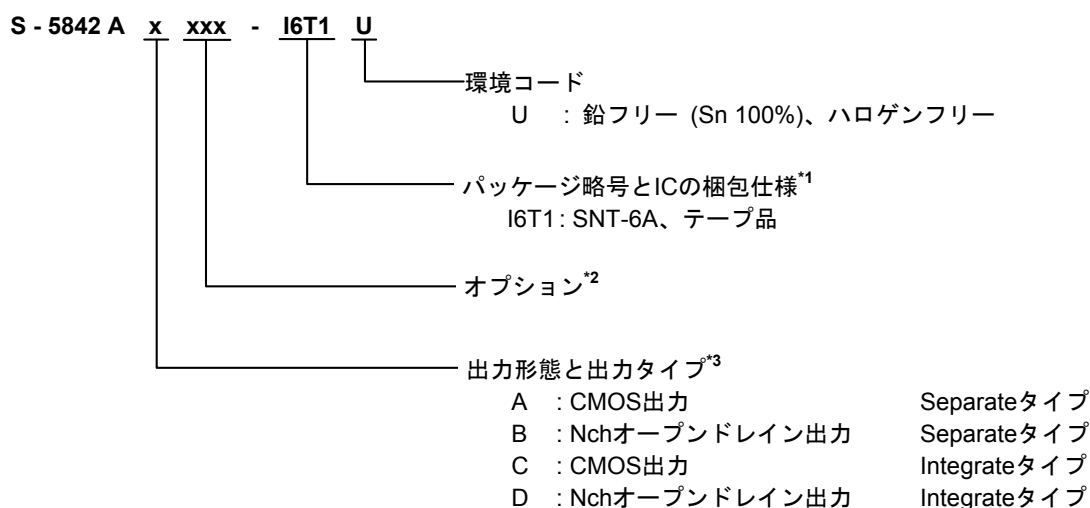 S - 5842 A x xxx - I6T1 U
環境コード
U : 鉛フリー (Sn 100%)、ハロゲンフリー
パッケージ略号とICの梱包仕様*1
I6T1 : SNT-6A、テープ品
オプション*2
出力形態と出力タイプ*3
A : CMOS出力 Separateタイプ
B : Nchオープンドレイン出力 Separateタイプ
C : CMOS出力 Integrateタイプ
D : Nchオープンドレイン出力 Integrateタイプ